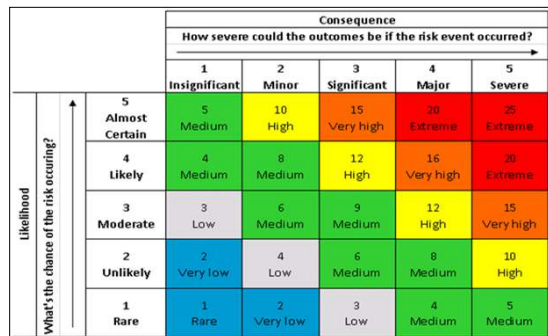 Consequence
How severe could the outcomes be if the risk event occurred?
1
Insignificant
2
Minor
3
Significant
4
Major
5
Severe
Likelihood
What's the chance of the risk occurring?
5
Almost
Certain
5
Medium
10
High
15
Very high
20
Extreme
25
Extreme
4
Likely
4
Medium
8
Medium
12
High
16
Very high
20
Extreme
3
Moderate
3
Low
6
Medium
9
Medium
12
High
15
Very high
2
Unlikely
2
Very low
4
Low
6
Medium
8
Medium
10
High
1
Rare
1
Rare
2
Very low
3
Low
4
Medium
5
Medium